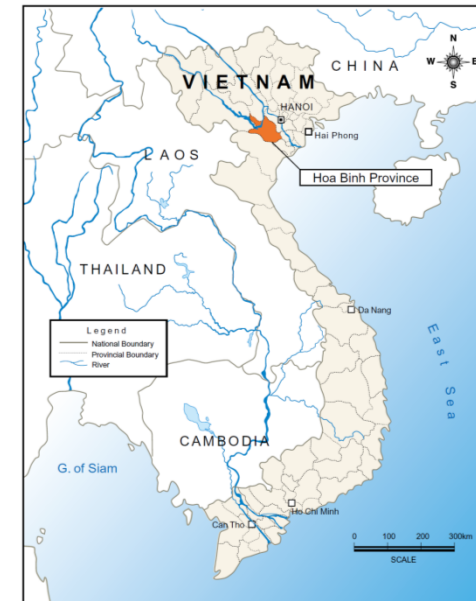 N
W E
S
CHINA
VIETNAM
HANOI
Hai Phong
LAOS
Hoa Binh Province
THAILAND
Legend
National Boundary
Provincial Boundary
River
Da Nang
East Sea
CAMBODIA
G. of Siam
Ho Chi Minh
Can Tho
0 100 200 300km
SCALE